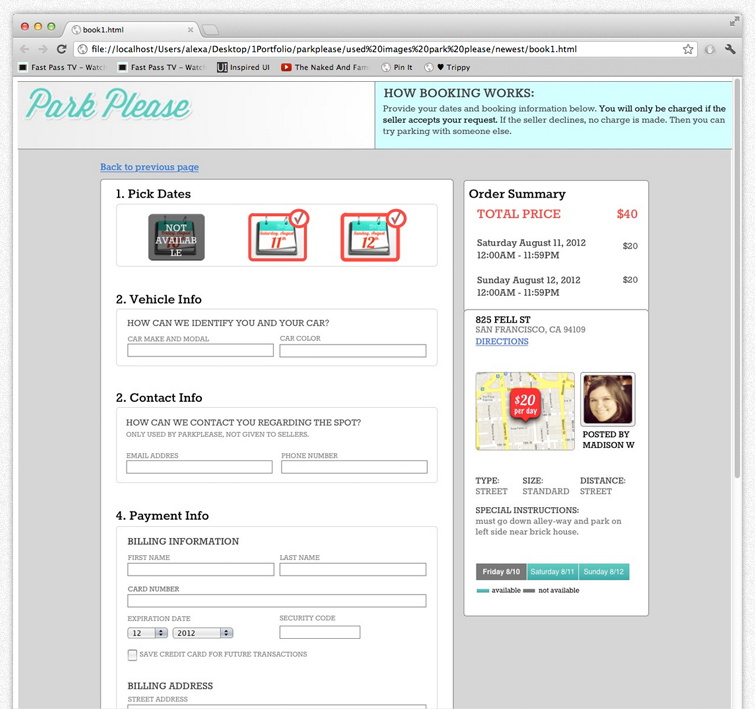 book1.html
file://localhost/Users/alexa/Desktop/1Portfolio/parkplease/used%20images%20park%20please/newest/book1.html
Fast Pass TV – Watch
Fast Pass TV – Watch
Inspired UI
The Naked And Fam
Pin It
♥ Trippy
Park Please
HOW BOOKING WORKS:
Provide your dates and booking information below. You will only be charged if the
seller accepts your request. If the seller declines, no charge is made. Then you can
try parking with someone else.
Back to previous page
1. Pick Dates
NOT
AVAILAB
LE
Saturday, August
11th
Sunday, August
12th
2. Vehicle Info
HOW CAN WE IDENTIFY YOU AND YOUR CAR?
CAR MAKE AND MODAL
CAR COLOR
2. Contact Info
HOW CAN WE CONTACT YOU REGARDING THE SPOT?
ONLY USED BY PARKPLEASE, NOT GIVEN TO SELLERS.
EMAIL ADDRES
PHONE NUMBER
4. Payment Info
BILLING INFORMATION
FIRST NAME
LAST NAME
CARD NUMBER
EXPIRATION DATE
SECURITY CODE
12
2012
SAVE CREDIT CARD FOR FUTURE TRANSACTIONS
BILLING ADDRESS
STREET ADDRESS
Order Summary
TOTAL PRICE $40
Saturday August 11, 2012
12:00AM - 11:59PM
$20
Sunday August 12, 2012
12:00AM - 11:59PM
$20
825 FELL ST
SAN FRANCISCO, CA 94109
DIRECTIONS
$20
per day
POSTED BY
MADISON W
TYPE: SIZE: DISTANCE:
STREET STANDARD STREET
SPECIAL INSTRUCTIONS:
must go down alley-way and park on
left side near brick house.
Friday 8/10 Saturday 8/11 Sunday 8/12
available not available